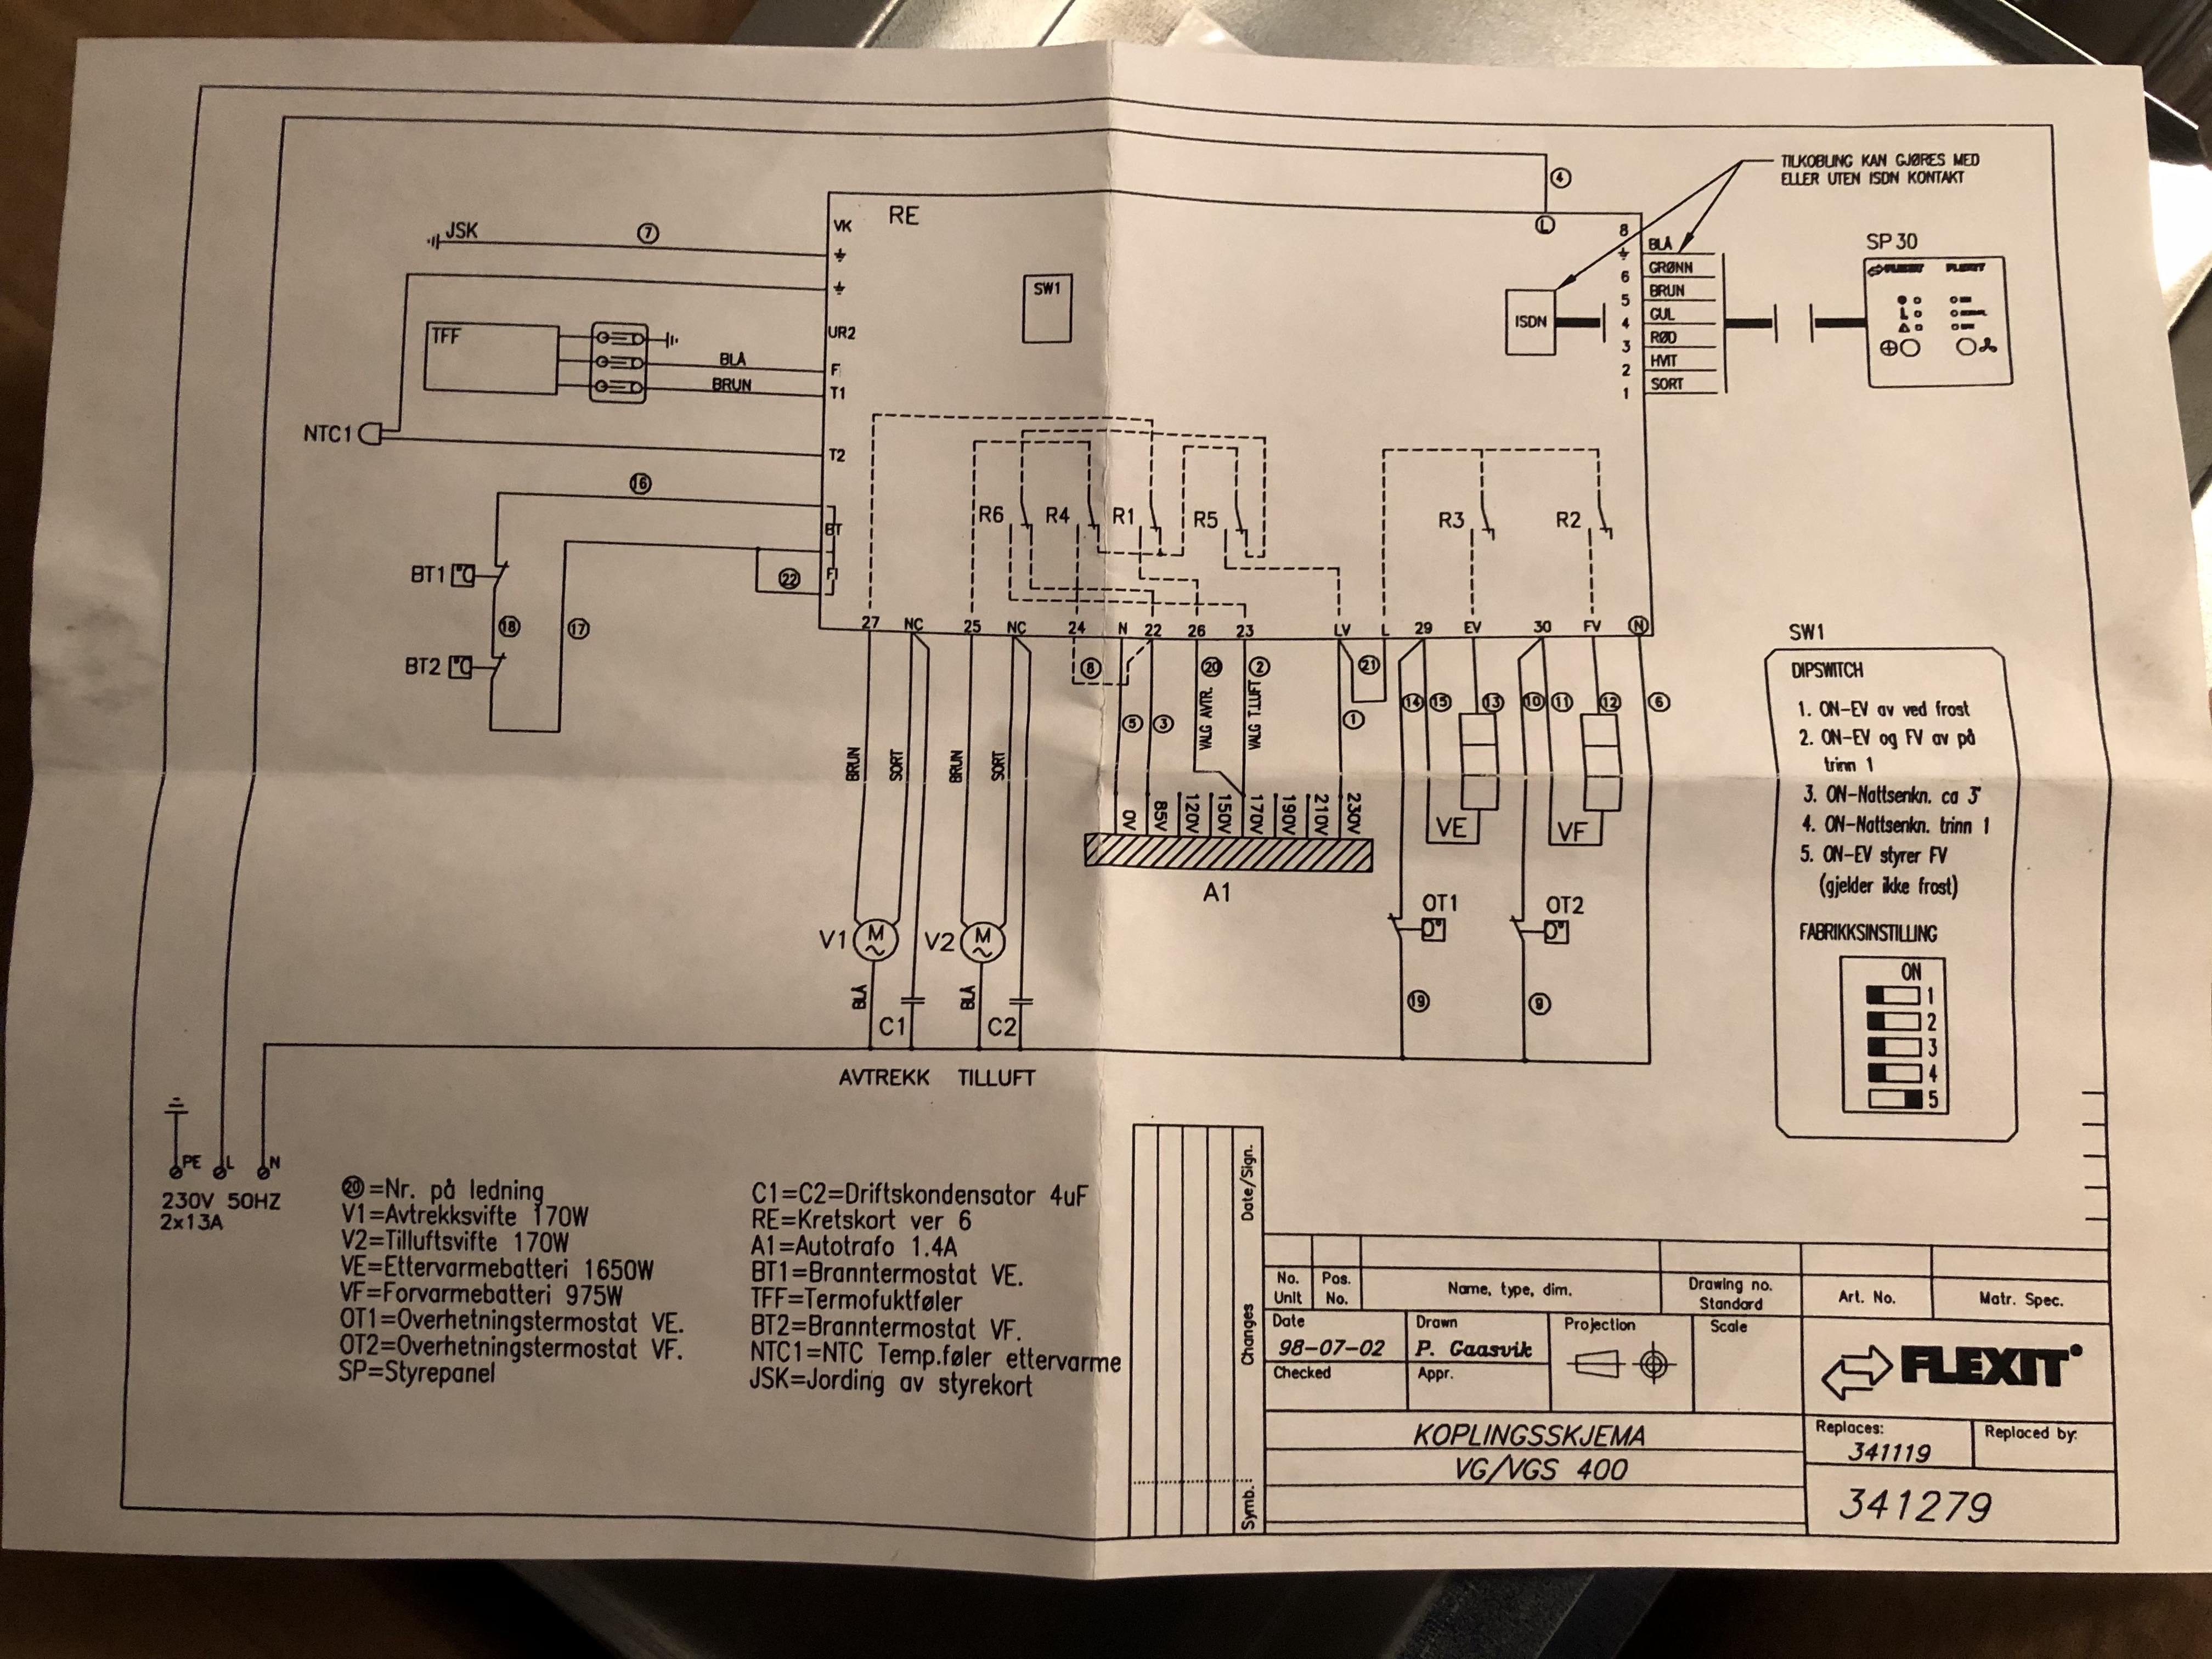 TILKOBLING KAN GJØRES MED
ELLER UTEN ISDN KONTAKT
4
L
RE
VK
JSK
7
SW1
UR2
TFF
BLÅ
F
BRUN
T1
NTC1
T2
16
BT
BT1
22
FI
18
17
BT2
8
BLÅ
GRØNN
6
BRUN
5
GUL
4
RØD
3
HVIT
2
SORT
1
ISDN
SP 30
FLEXIT FLEXIT
R6
R4
R1
R5
R3
R2
27
NC
25
NC
24
N
22
26
23
LV
L
29
EV
30
FV
N
8
20
2
21
5
3
VALG AVTR.
VALG T.LUFT
1
14
15
13
10
11
12
6
BRUN
SORT
BRUN
SORT
0V
85V
120V
150V
170V
190V
210V
230V
A1
VE
VF
OT1
OT2
19
9
V1
M
V2
M
BLÅ
C1
BLÅ
C2
AVTREKK TILLUFT
SW1
DIPSWITCH
1. ON-EV av ved frost
2. ON-EV og FV av på
trinn 1
3. ON-Nattsenkn. ca 3°
4. ON-Nattsenkn. trinn 1
5. ON-EV styrer FV
(gjelder ikke frost)
FABRIKKSINSTILLING
ON
1
2
3
4
5
PE L N
230V 50HZ
2x13A
20=Nr. på ledning
V1=Avtrekksvifte 170W
V2=Tilluftsvifte 170W
VE=Ettervarmebatteri 1650W
VF=Forvarmebatteri 975W
OT1=Overhetningstermostat VE.
OT2=Overhetningstermostat VF.
SP=Styrepanel
C1=C2=Driftskondensator 4uF
RE=Kretskort ver 6
A1=Autotrafo 1.4A
BT1=Branntermostat VE.
TFF=Termofuktføler
BT2=Branntermostat VF.
NTC1=NTC Temp.føler ettervarme
JSK=Jording av styrekort
Date/Sign.
Changes
Symb.
No. Unit
Pos. No.
Name, type, dim.
Drawing no.
Standard
Art. No.
Matr. Spec.
Date
98-07-02
Drawn
P. Gaasvik
Projection
Scale
Checked
Appr.
FLEXIT
KOPLINGSSKJEMA
VG/VGS 400
Replaces:
341119
Replaced by:
341279